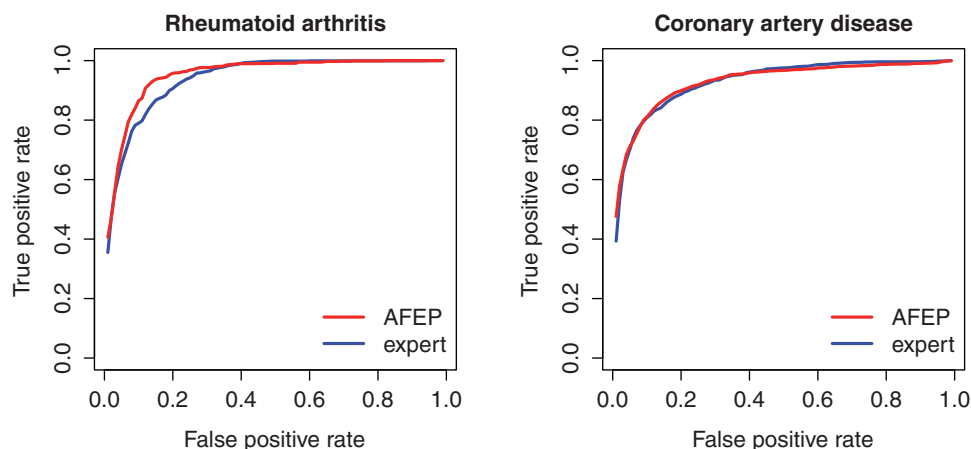 Rheumatoid arthritis
True positive rate
0.0 0.2 0.4 0.6 0.8 1.0
AFEP
expert
0.0 0.2 0.4 0.6 0.8 1.0
False positive rate
Coronary artery disease
True positive rate
0.0 0.2 0.4 0.6 0.8 1.0
AFEP
expert
0.0 0.2 0.4 0.6 0.8 1.0
False positive rate